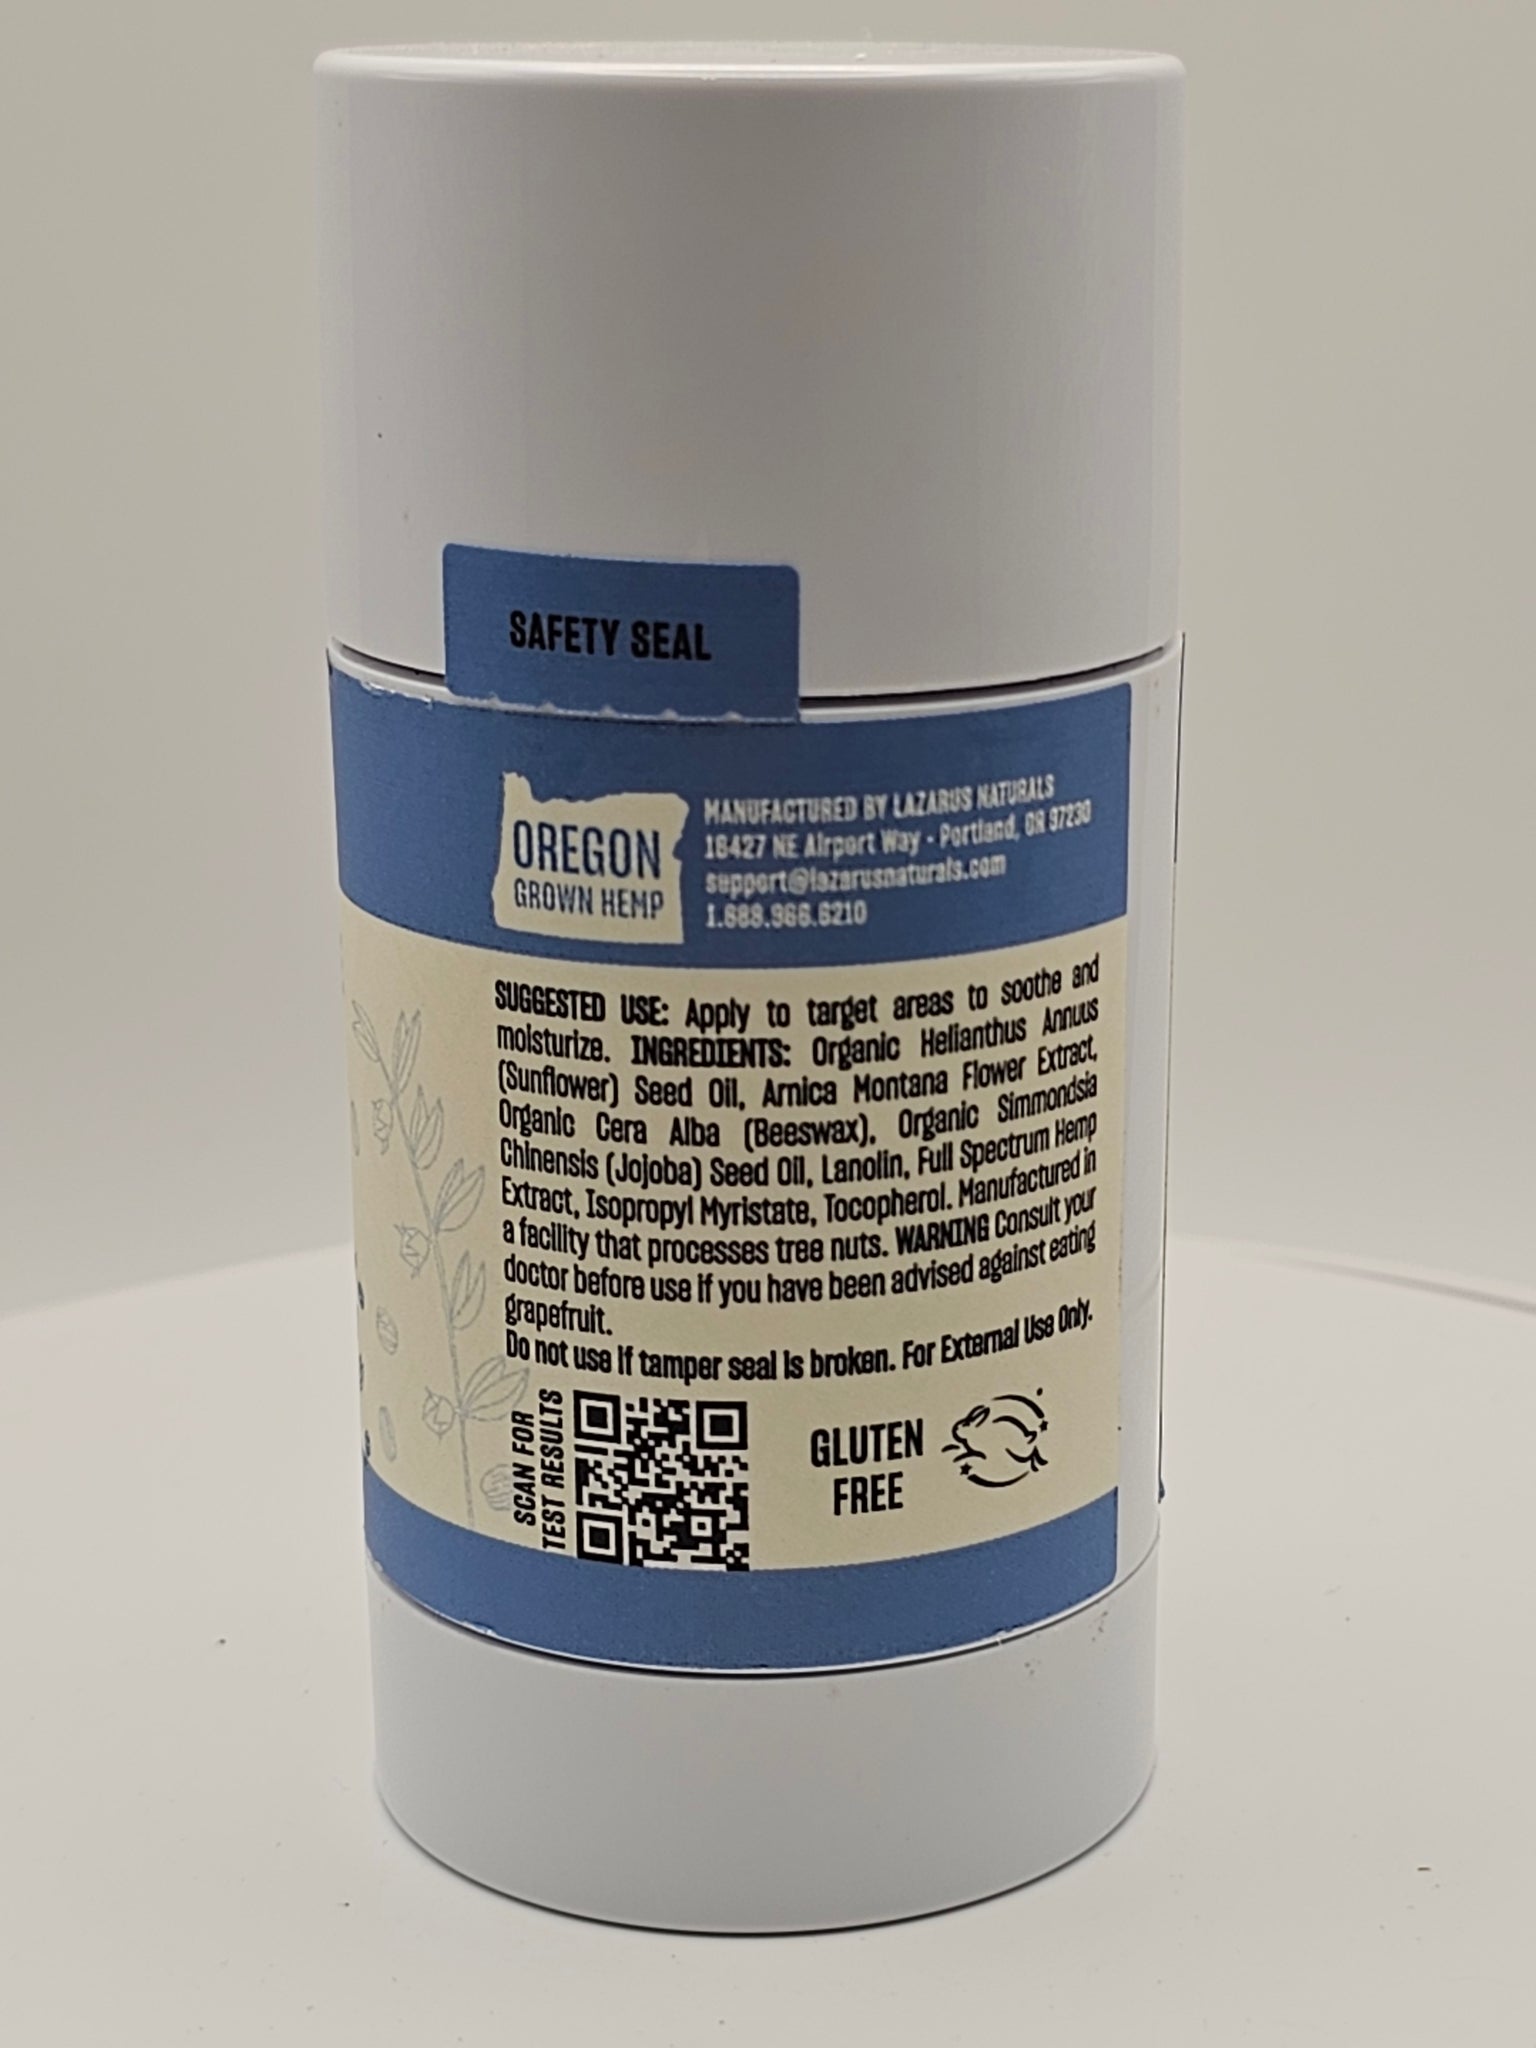 SAFETY SEAL
OREGON
GROWN HEMP
MANUFACTURED BY LAZARUS NATURALS
18427 NE Airport Way - Portland, OR 97230
support@lazarusnaturals.com
1.888.966.6210
SUGGESTED USE: Apply to target areas to soothe and
moisturize. INGREDIENTS: Organic Helianthus Annuus
(Sunflower) Seed Oil, Arnica Montana Flower Extract,
Organic Cera Alba (Beeswax), Organic Simmondsia
Chinensis (Jojoba) Seed Oil, Lanolin, Full Spectrum Hemp
Extract, Isopropyl Myristate, Tocopherol. Manufactured in
a facility that processes tree nuts. WARNING Consult your
doctor before use if you have been advised against eating
grapefruit.
Do not use if tamper seal is broken. For External Use Only.
SCAN FOR
TEST RESULTS
GLUTEN
FREE